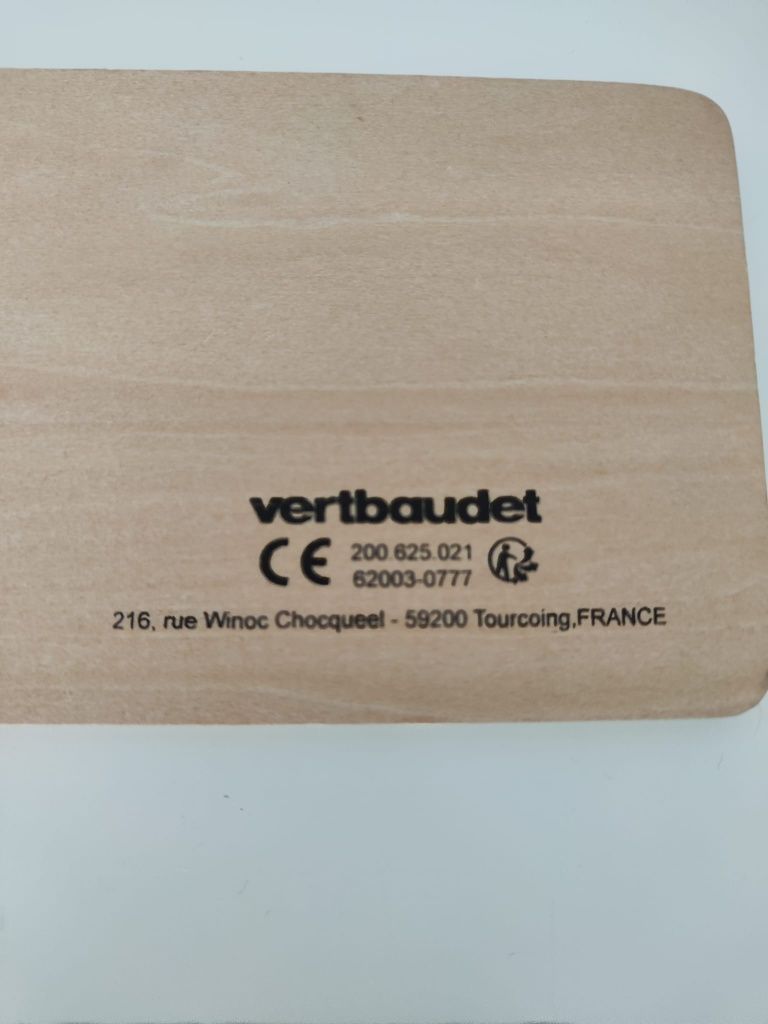 vertbaudet
CE 200.625.021
62003-0777
216, rue Winoc Chocqueel - 59200 Tourcoing,FRANCE